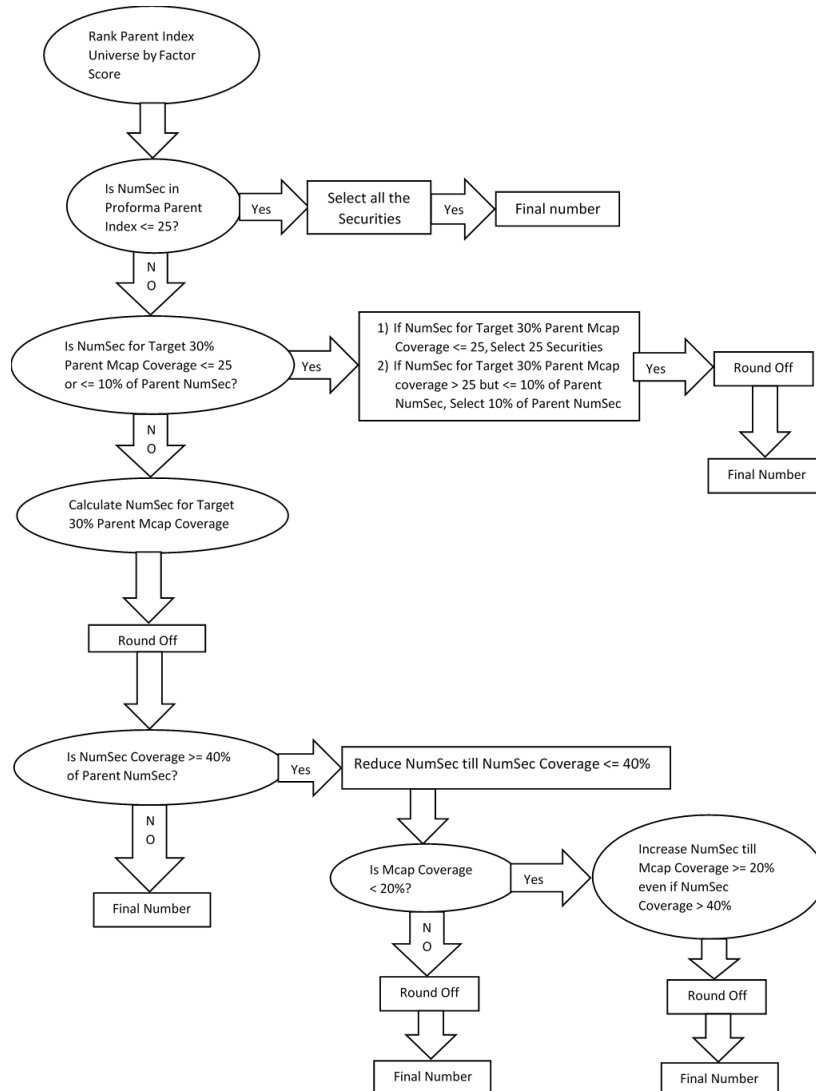 Rank Parent Index
Universe by Factor
Score
Is NumSec in
Proforma Parent
Index <= 25?
Yes
Select all the
Securities
Yes
Final number
N
O
Is NumSec for Target 30%
Parent Mcap Coverage <= 25
or <= 10% of Parent NumSec?
Yes
1) If NumSec for Target 30% Parent Mcap
Coverage <= 25, Select 25 Securities
2) If NumSec for Target 30% Parent Mcap
coverage > 25 but <= 10% of Parent
NumSec, Select 10% of Parent NumSec
Yes
Round Off
Final Number
N
O
Calculate NumSec for Target
30% Parent Mcap Coverage
Round Off
Is NumSec Coverage >= 40%
of Parent NumSec?
Yes
Reduce NumSec till NumSec Coverage <= 40%
N
O
Final Number
Is Mcap Coverage
< 20%?
Yes
Increase NumSec till
Mcap Coverage >= 20%
even if NumSec
Coverage > 40%
N
O
Round Off
Final Number
Round Off
Final Number